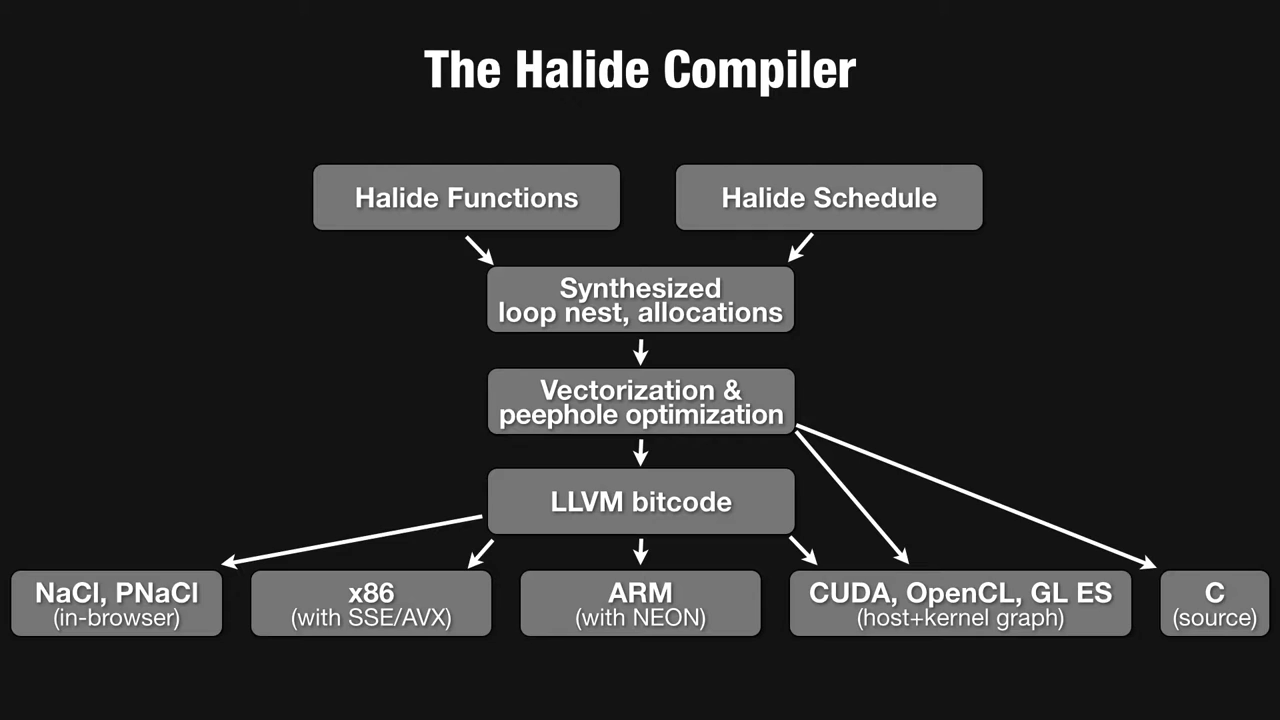 The Halide Compiler
Halide Functions
Halide Schedule
Synthesized
loop nest, allocations
Vectorization &
peephole optimization
LLVM bitcode
NaCl, PNaCl
(in-browser)
x86
(with SSE/AVX)
ARM
(with NEON)
CUDA, OpenCL, GL ES
(host+kernel graph)
C
(source)